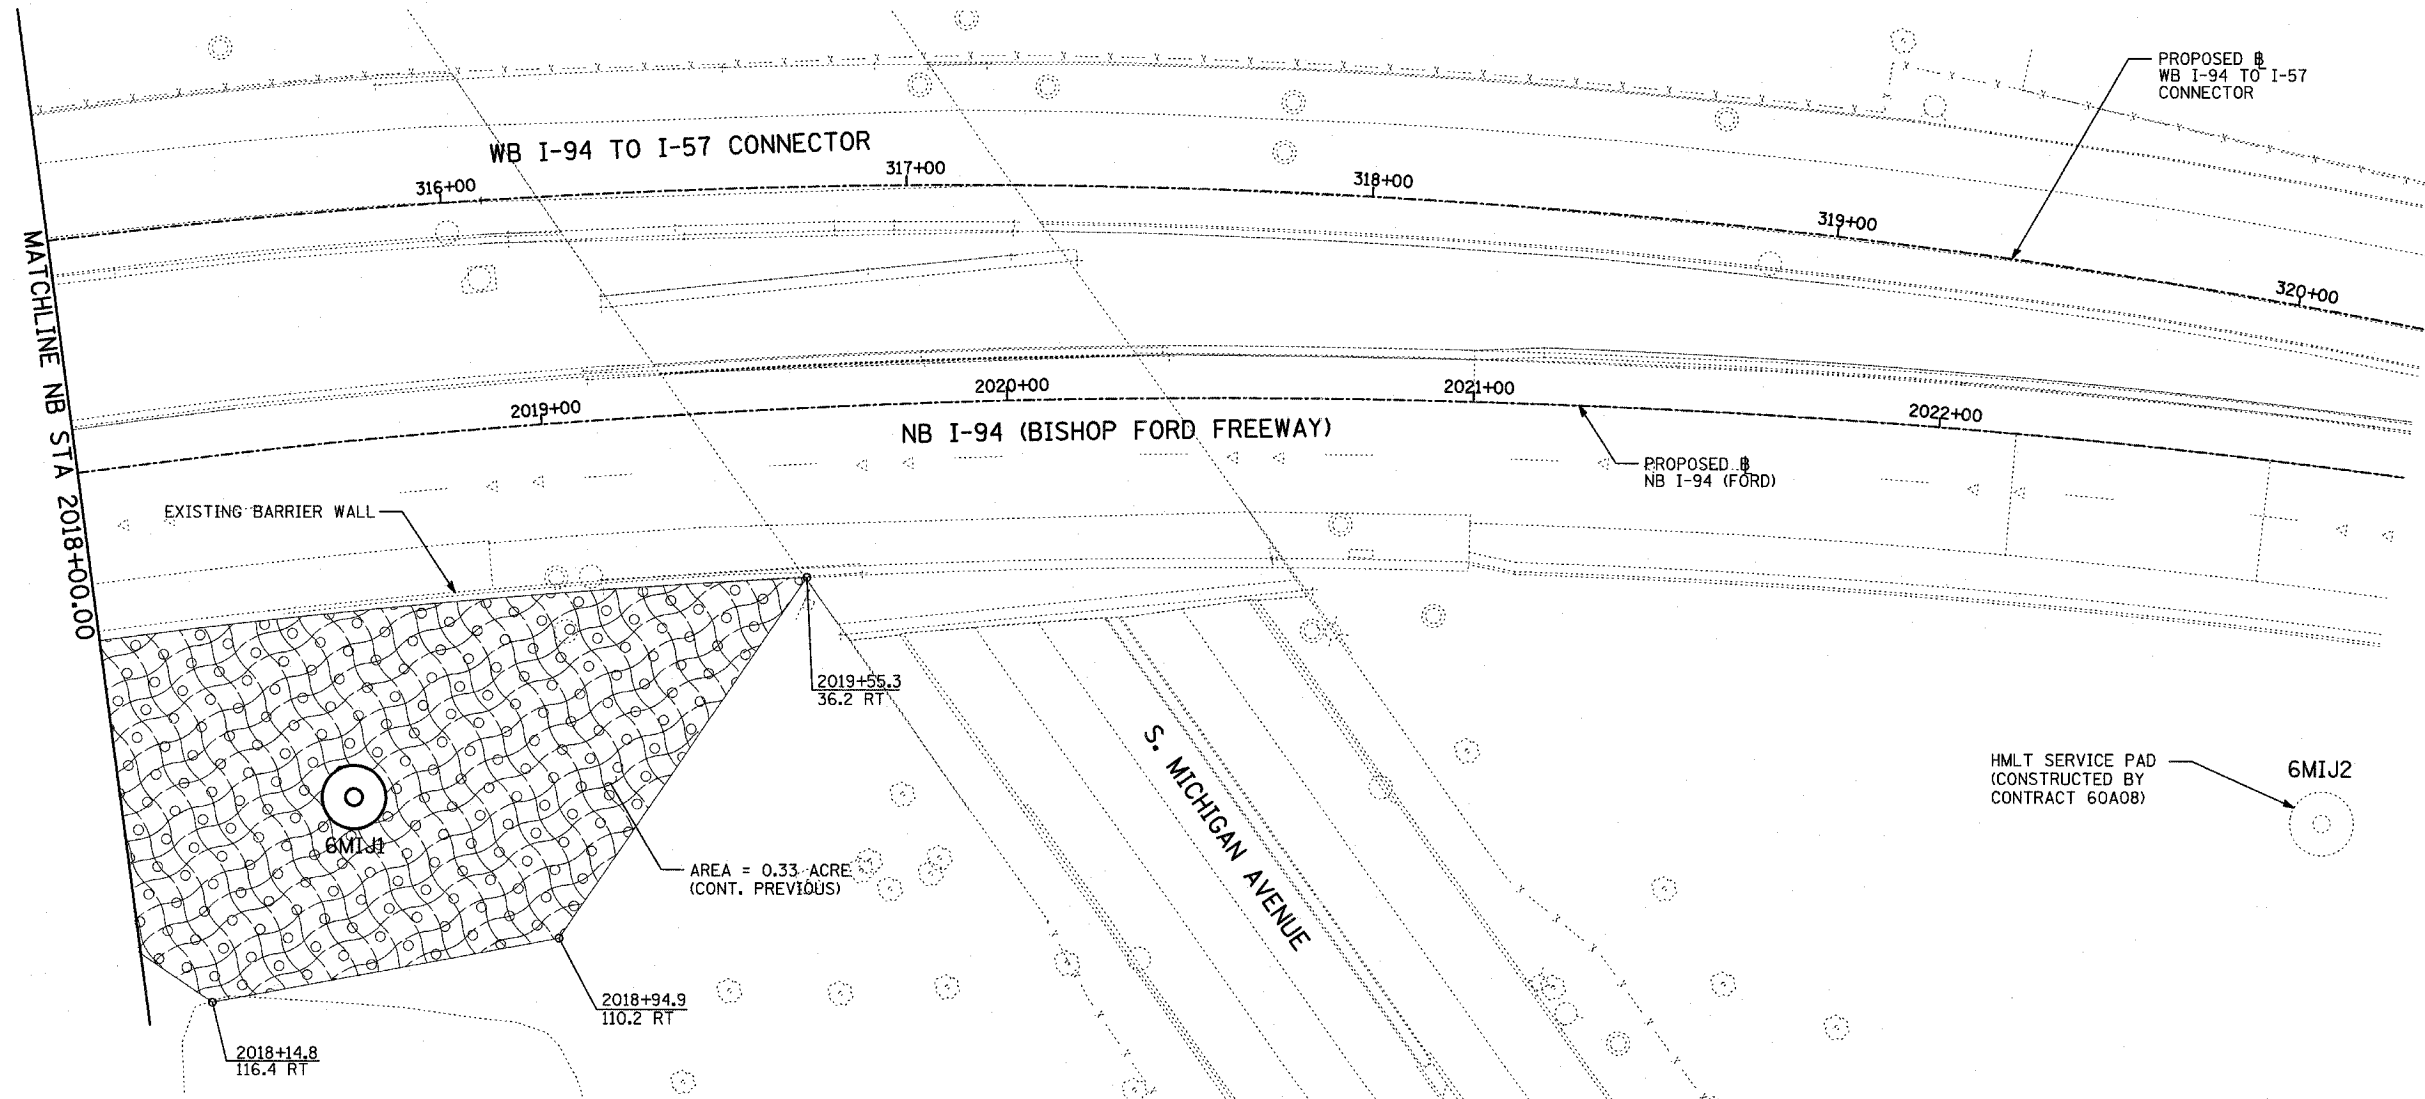 PROPOSED ⅊
WB I-94 TO I-57
CONNECTOR
WB I-94 TO I-57 CONNECTOR
316+00
317+00
318+00
319+00
320+00
MATCHLINE NB STA 2018+00.00
2019+00
2020+00
2021+00
2022+00
NB I-94 (BISHOP FORD FREEWAY)
PROPOSED ⅊
NB I-94 (FORD)
EXISTING BARRIER WALL
2019+55.3
36.2 RT
S. MICHIGAN AVENUE
HMLT SERVICE PAD
(CONSTRUCTED BY
CONTRACT 60A08)
6MIJ2
6MIJ1
AREA = 0.33 ACRE
(CONT. PREVIOUS)
2018+94.9
110.2 RT
2018+14.8
116.4 RT